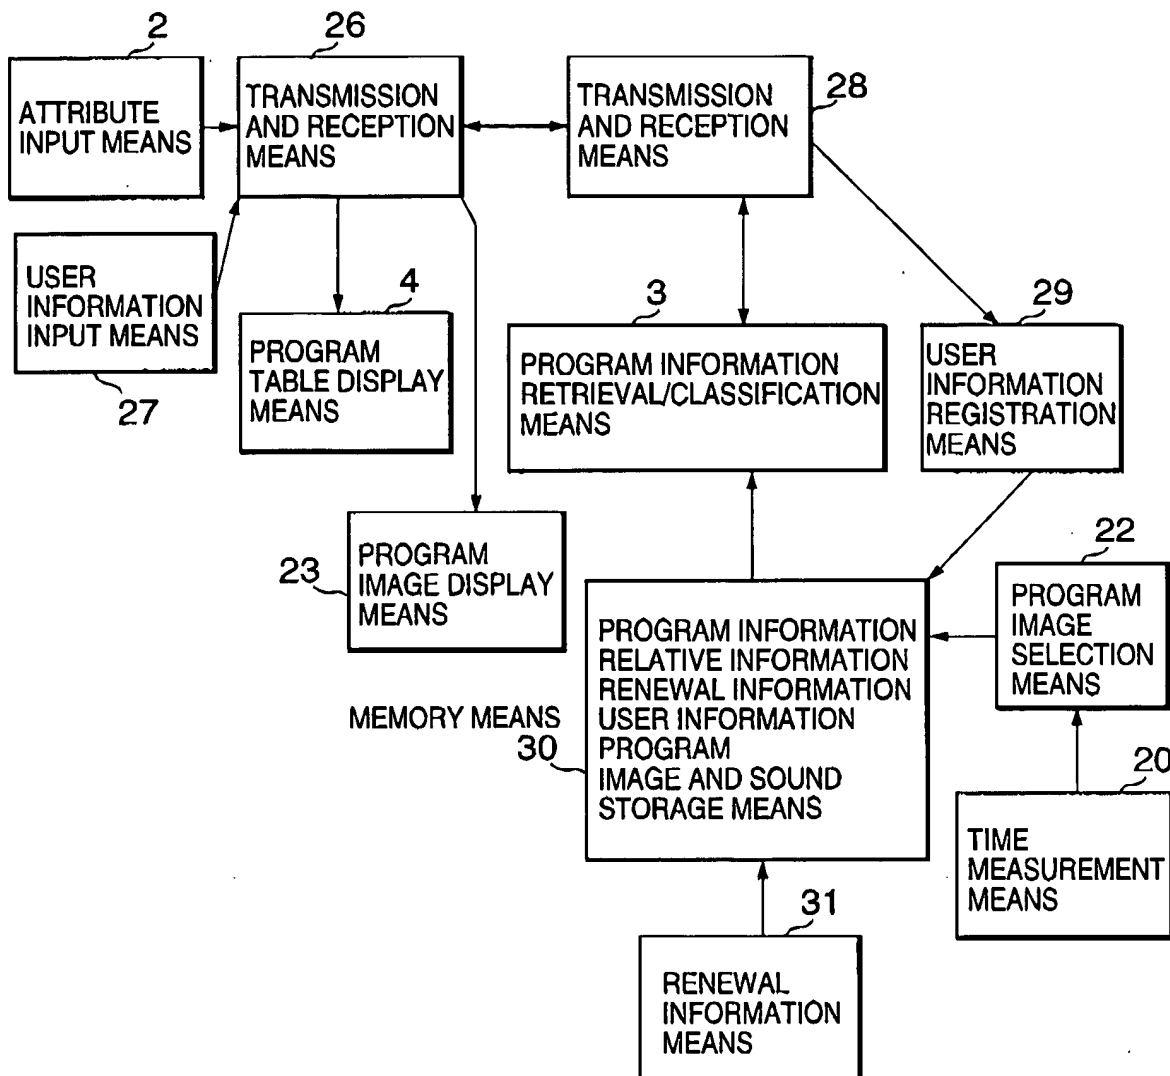 2
ATTRIBUTE
INPUT MEANS
26
TRANSMISSION
AND RECEPTION
MEANS
TRANSMISSION
AND RECEPTION
MEANS
28
USER
INFORMATION
INPUT MEANS
27
4
PROGRAM
TABLE DISPLAY
MEANS
3
PROGRAM INFORMATION
RETRIEVAL/CLASSIFICATION
MEANS
29
USER
INFORMATION
REGISTRATION
MEANS
23
PROGRAM
IMAGE DISPLAY
MEANS
22
PROGRAM
IMAGE
SELECTION
MEANS
MEMORY MEANS
30
PROGRAM INFORMATION
RELATIVE INFORMATION
RENEWAL INFORMATION
USER INFORMATION
PROGRAM
IMAGE AND SOUND
STORAGE MEANS
20
TIME
MEASUREMENT
MEANS
31
RENEWAL
INFORMATION
MEANS